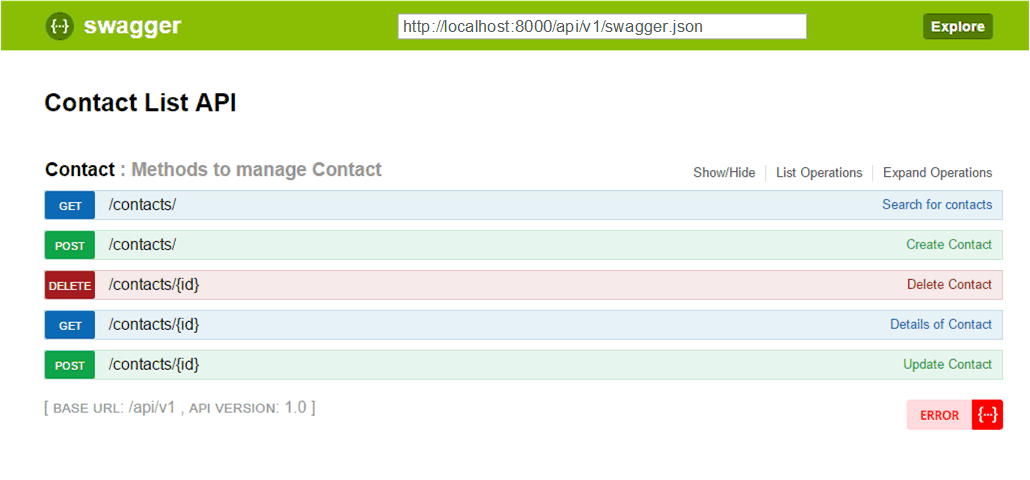 {···} swagger http://localhost:8000/api/v1/swagger.json Explore
Contact List API
Contact : Methods to manage Contact Show/Hide List Operations Expand Operations
GET /contacts/ Search for contacts
POST /contacts/ Create Contact
DELETE /contacts/{id} Delete Contact
GET /contacts/{id} Details of Contact
POST /contacts/{id} Update Contact
[ BASE URL: /api/v1 , API VERSION: 1.0 ] ERROR {···}